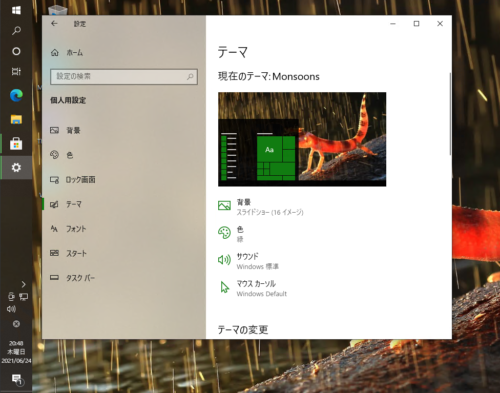 設定
ホーム
設定の検索
個人用設定
背景
色
ロック画面
テーマ
フォント
スタート
タスク バー
テーマ
現在のテーマ: Monsoons
Aa
背景
スライドショー (16 イメージ)
色
緑
サウンド
Windows 標準
マウス カーソル
Windows Default
テーマの変更
20:48
木曜日
2021/06/24
1